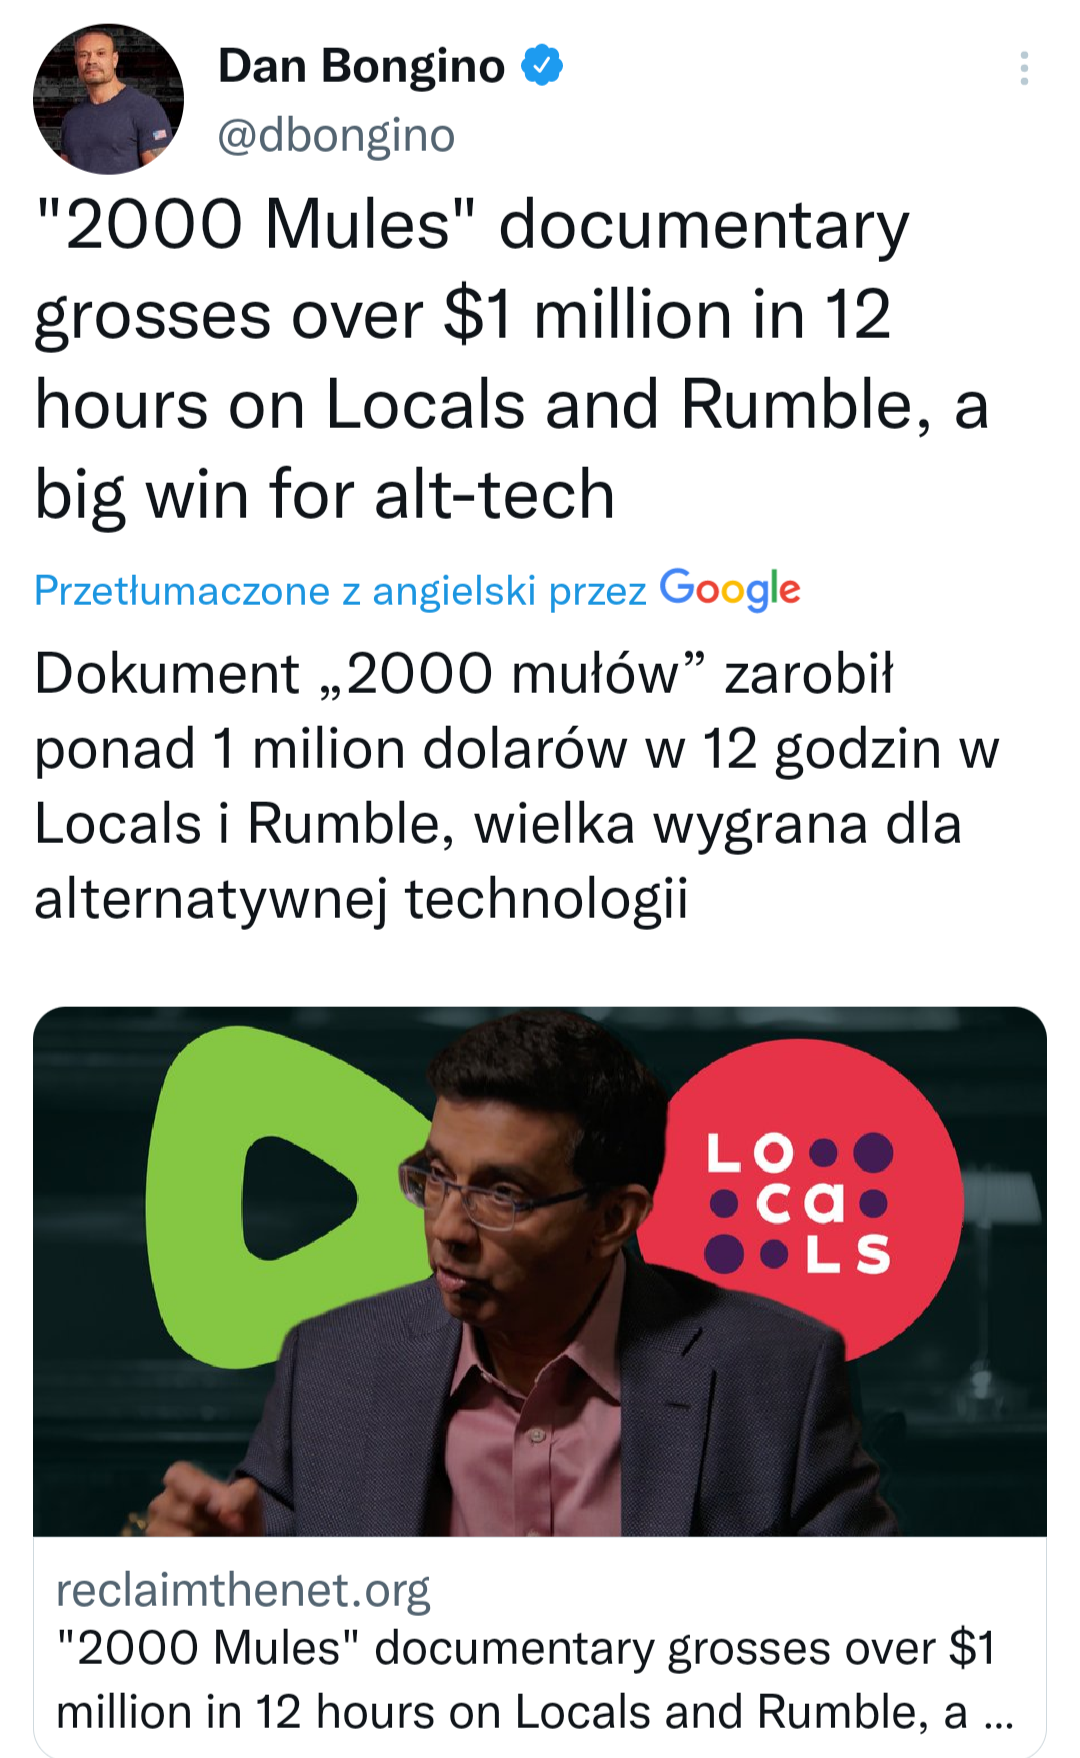 Dan Bongino
@dbongino
"2000 Mules" documentary
grosses over $1 million in 12
hours on Locals and Rumble, a
big win for alt-tech
Przetłumaczone z angielski przez Google
Dokument „2000 mułów” zarobił
ponad 1 milion dolarów w 12 godzin w
Locals i Rumble, wielka wygrana dla
alternatywnej technologii
LO
ca
LS
reclaimthenet.org
"2000 Mules" documentary grosses over $1
million in 12 hours on Locals and Rumble, a ...